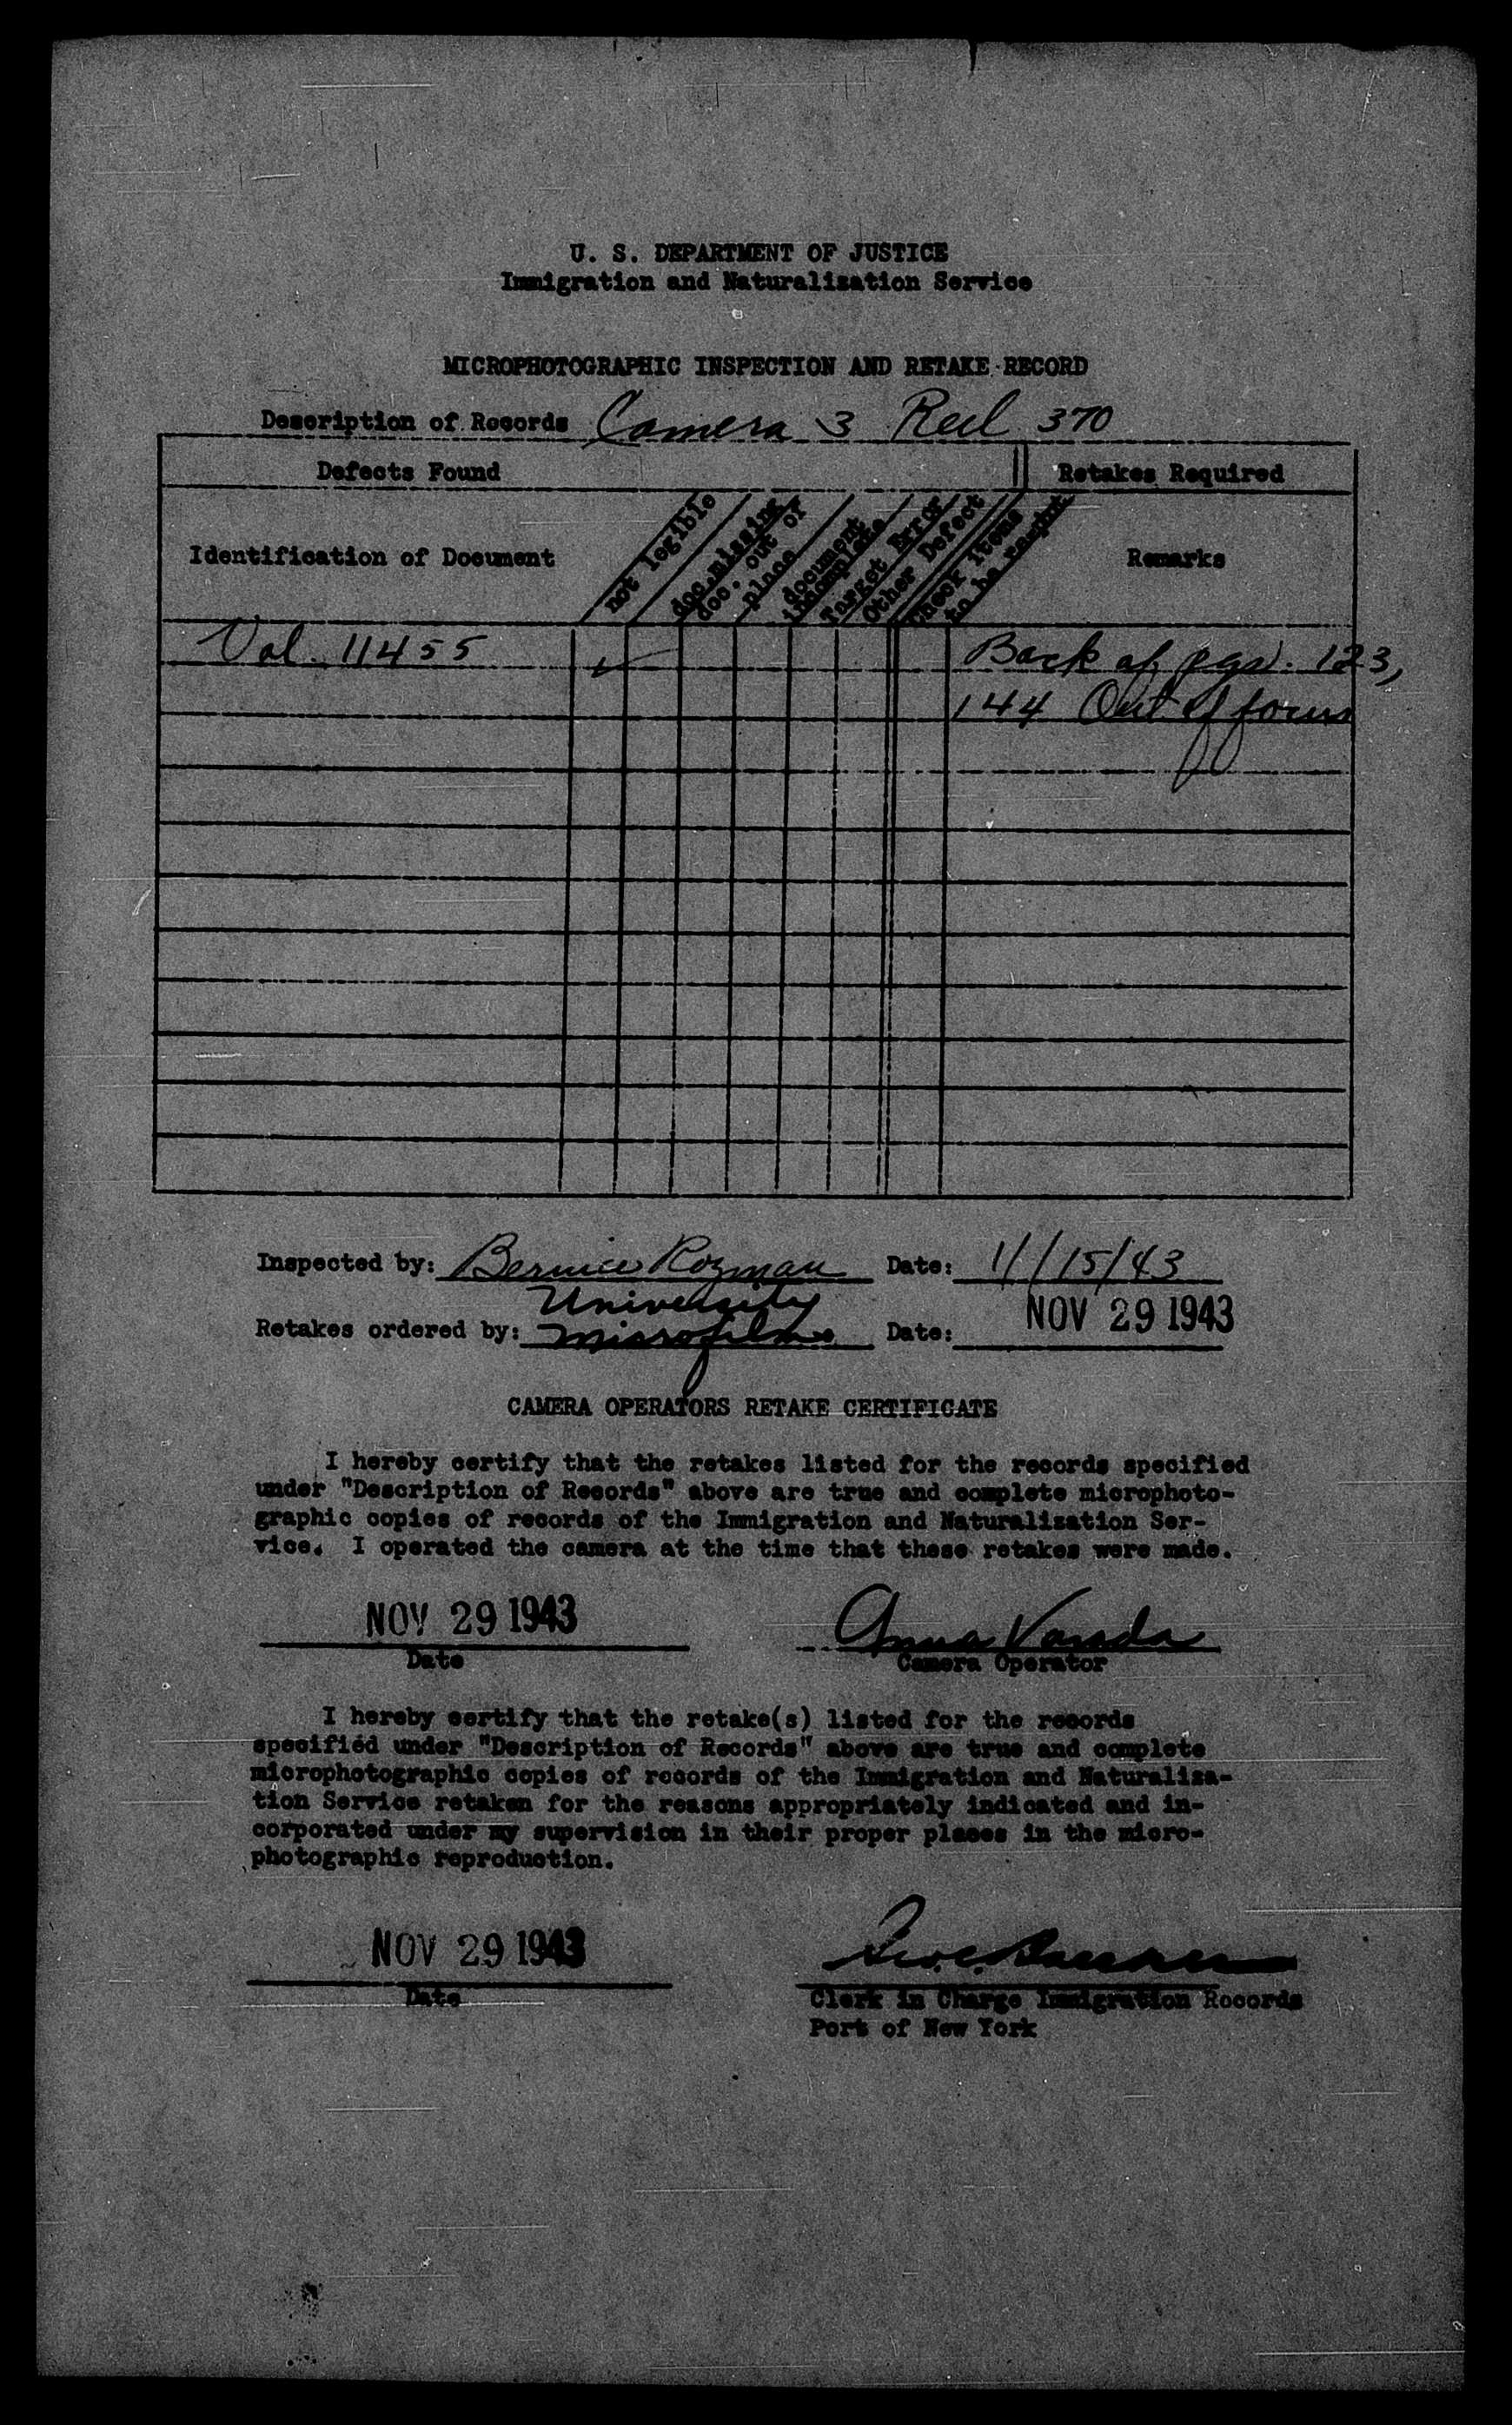 U. S. DEPARTMENT OF JUSTICE
Immigration and Naturalization Service
MICROPHOTOGRAPHIC INSPECTION AND RETAKE RECORD
Description of Records Camera 3 Reel 370
Defects Found Retakes Required
Identification of Document not legible doc. missing doc. out of place document incomplete Target Error Other Defect Check items to be retaken Remarks
Vol. 11455 ✓ Back of pgs. 123,
144 Out of focus
Inspected by: Bernice Rozman Date: 11/15/43
University
Retakes ordered by: Microfilms Date: NOV 29 1943
CAMERA OPERATORS RETAKE CERTIFICATE
I hereby certify that the retakes listed for the records specified
under "Description of Records" above are true and complete microphoto-
graphic copies of records of the Immigration and Naturalization Ser-
vice. I operated the camera at the time that these retakes were made.
NOV 29 1943 Anna
Date Camera Operator
I hereby certify that the retake(s) listed for the records
specified under "Description of Records" above are true and complete
microphotographic copies of records of the Immigration and Naturaliza-
tion Service retaken for the reasons appropriately indicated and in-
corporated under my supervision in their proper places in the micro-
photographic reproduction.
NOV 29 1943
Date Clerk in Charge Immigration Records
Port of New York